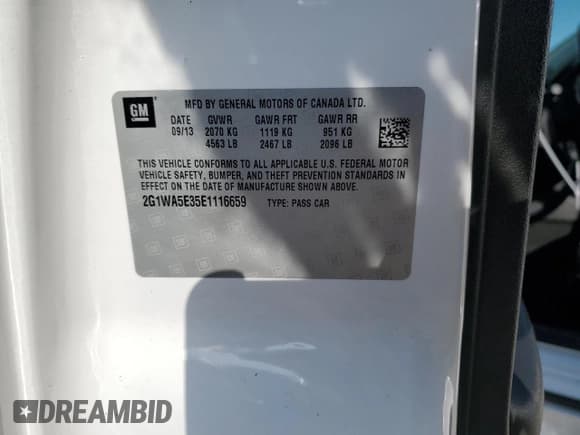 GM
MFD BY GENERAL MOTORS OF CANADA LTD.
DATE GVWR GAWR FRT GAWR RR
09/13 2070 KG 1119 KG 951 KG
4563 LB 2467 LB 2096 LB
THIS VEHICLE CONFORMS TO ALL APPLICABLE U.S. FEDERAL MOTOR
VEHICLE SAFETY, BUMPER, AND THEFT PREVENTION STANDARDS
IN EFFECT ON THE DATE OF MANUFACTURE SHOWN ABOVE.
2G1WA5E35E1116659 TYPE: PASS CAR
DREAMBID